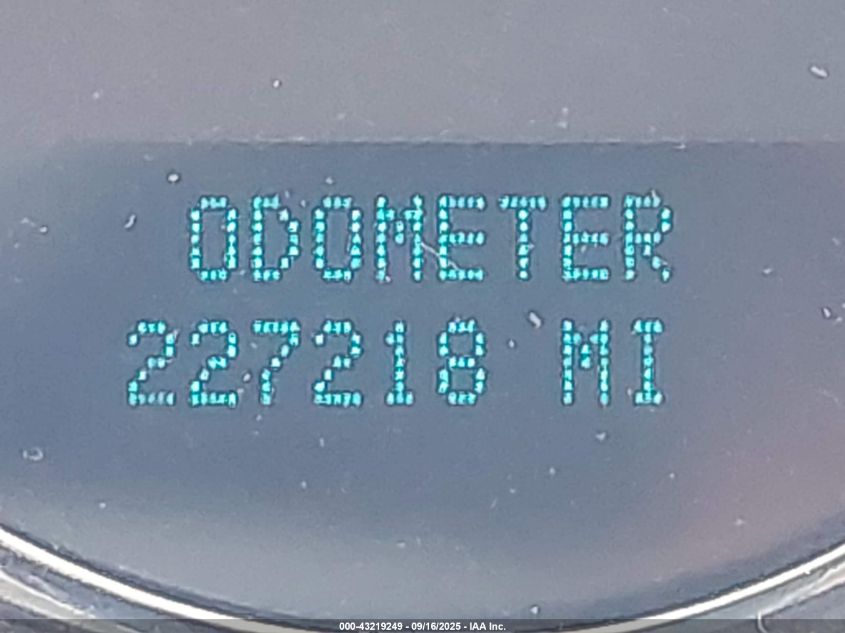 ODOMETER
227218 MI
000-43219249 - 09/16/2025 - IAA Inc.